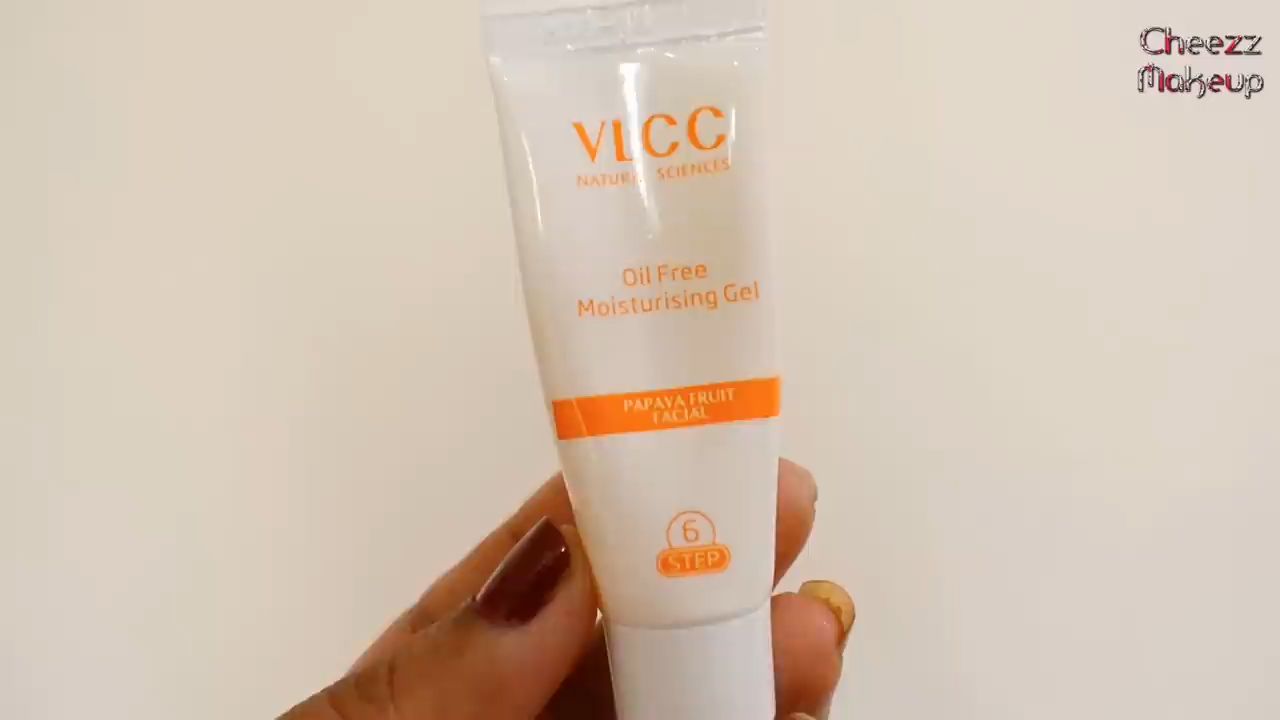 Cheezz
Makeup
VLCC
NATURAL SCIENCES
Oil Free
Moisturising Gel
PAPAYA FRUIT
FACIAL
6
STEP